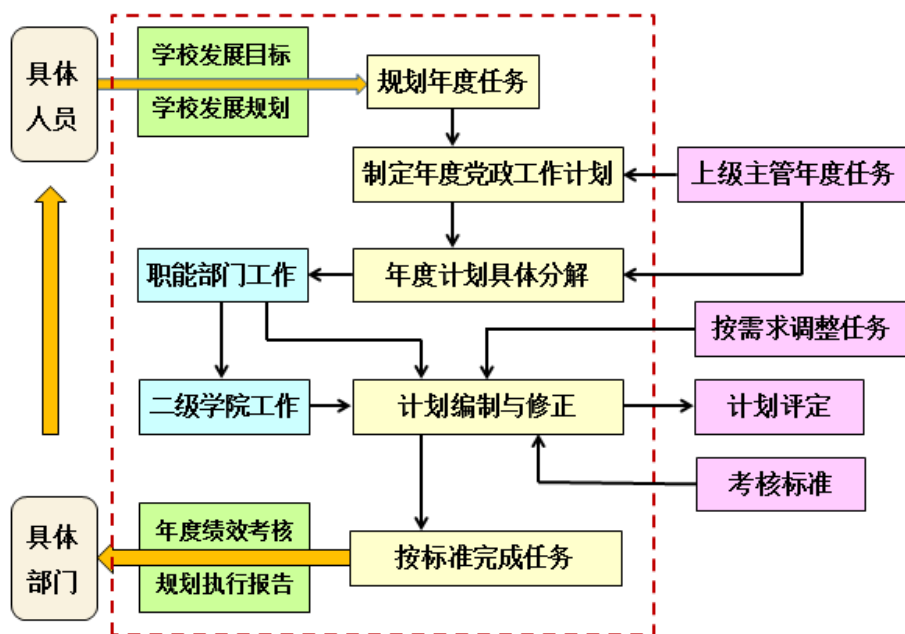 具体
人员
学校发展目标
学校发展规划
规划年度任务
制定年度党政工作计划
上级主管年度任务
职能部门工作
年度计划具体分解
按需求调整任务
二级学院工作
计划编制与修正
计划评定
考核标准
具体
部门
年度绩效考核
规划执行报告
按标准完成任务